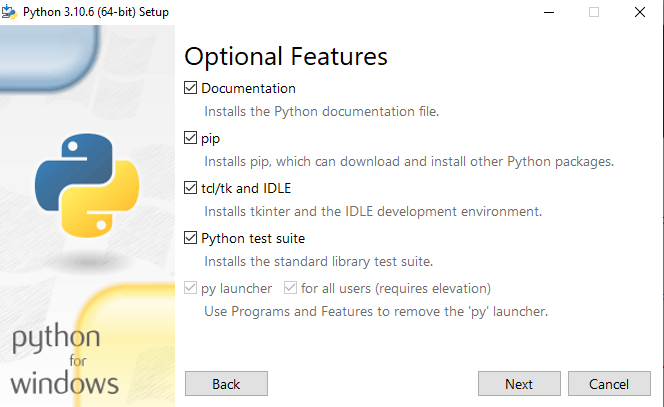 Python 3.10.6 (64-bit) Setup
Optional Features
Documentation
Installs the Python documentation file.
pip
Installs pip, which can download and install other Python packages.
tcl/tk and IDLE
Installs tkinter and the IDLE development environment.
Python test suite
Installs the standard library test suite.
py launcher for all users (requires elevation)
Use Programs and Features to remove the 'py' launcher.
python
for
windows
Back Next Cancel